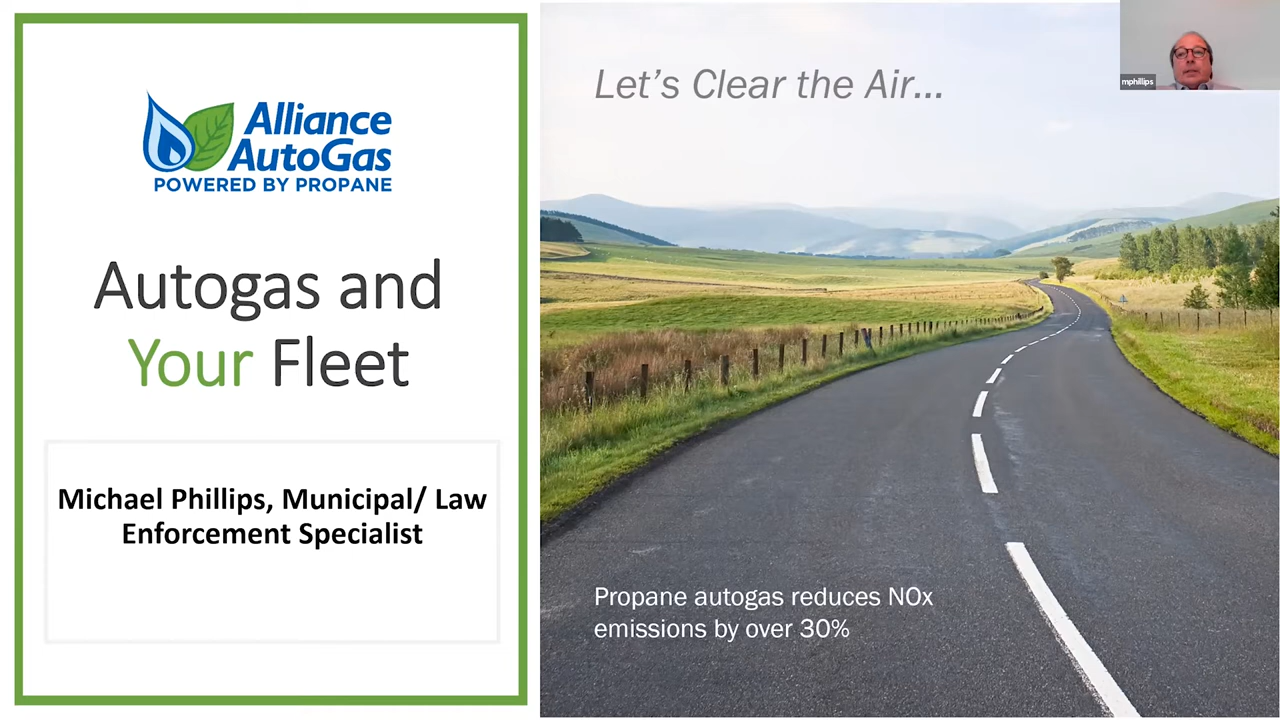 Alliance
AutoGas
POWERED BY PROPANE
Autogas and
Your Fleet
Michael Phillips, Municipal/ Law
Enforcement Specialist
Let's Clear the Air...
Propane autogas reduces NOx
emissions by over 30%
mphillips